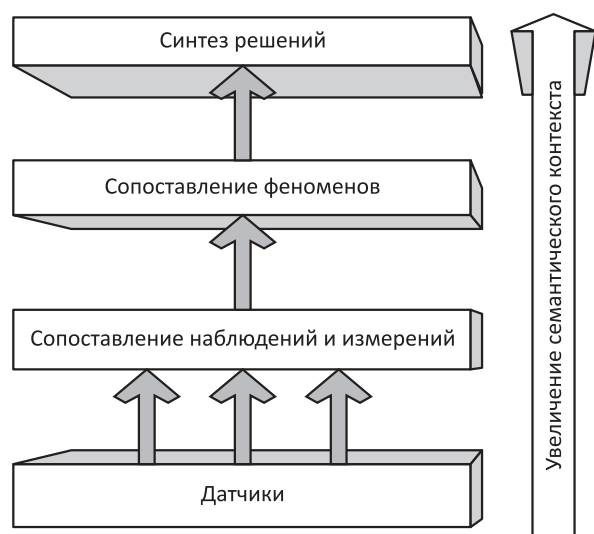 Синтез решений
Сопоставление феноменов
Сопоставление наблюдений и измерений
Датчики
Увеличение семантического контекста